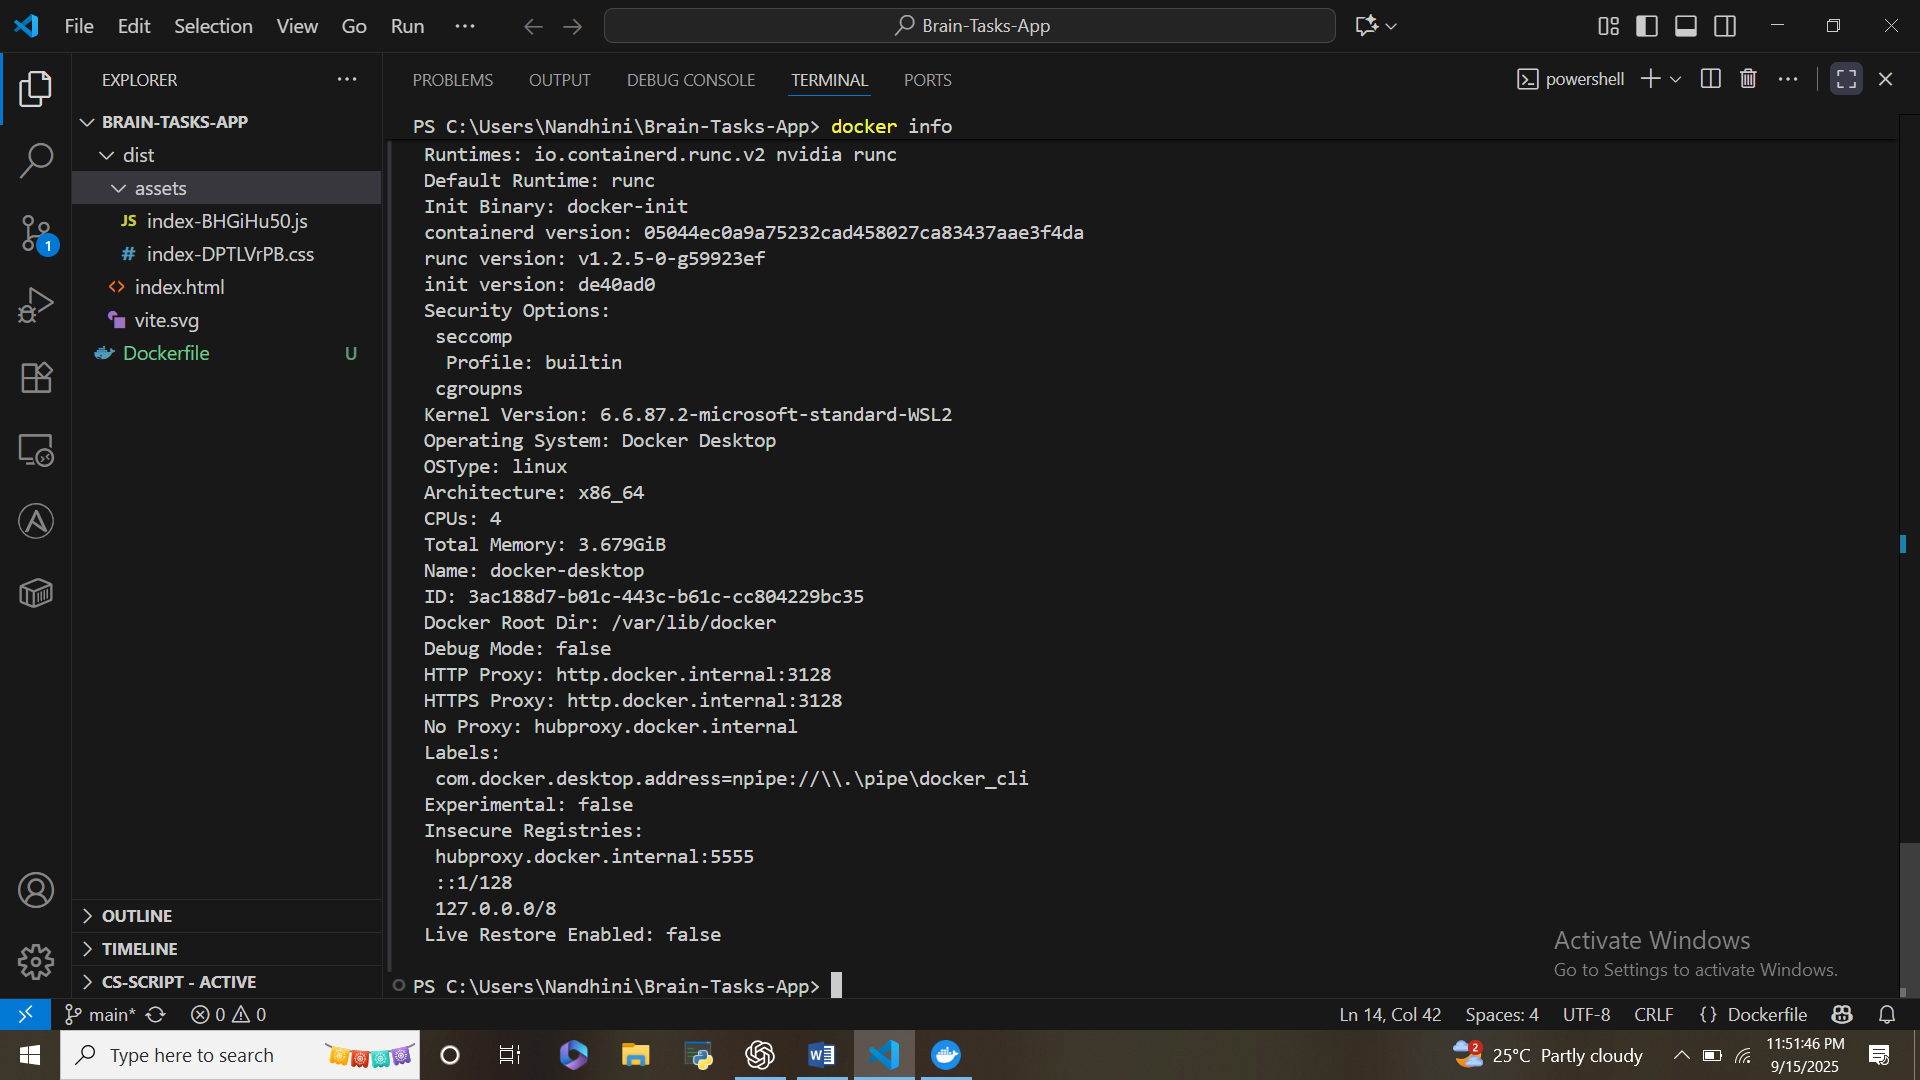 File Edit Selection View Go Run ···
Brain-Tasks-App
EXPLORER
PROBLEMS OUTPUT DEBUG CONSOLE TERMINAL PORTS
powershell
BRAIN-TASKS-APP
dist
assets
JS index-BHGiHu50.js
# index-DPTLVrPB.css
<> index.html
vite.svg
Dockerfile U
1
OUTLINE
TIMELINE
CS-SCRIPT - ACTIVE
PS C:\Users\Nandhini\Brain-Tasks-App> docker info
Runtimes: io.containerd.runc.v2 nvidia runc
Default Runtime: runc
Init Binary: docker-init
containerd version: 05044ec0a9a75232cad458027ca83437aae3f4da
runc version: v1.2.5-0-g59923ef
init version: de40ad0
Security Options:
seccomp
Profile: builtin
cgroupns
Kernel Version: 6.6.87.2-microsoft-standard-WSL2
Operating System: Docker Desktop
OSType: linux
Architecture: x86_64
CPUs: 4
Total Memory: 3.679GiB
Name: docker-desktop
ID: 3ac188d7-b01c-443c-b61c-cc804229bc35
Docker Root Dir: /var/lib/docker
Debug Mode: false
HTTP Proxy: http.docker.internal:3128
HTTPS Proxy: http.docker.internal:3128
No Proxy: hubproxy.docker.internal
Labels:
com.docker.desktop.address=npipe://\\.\pipe\docker_cli
Experimental: false
Insecure Registries:
hubproxy.docker.internal:5555
::1/128
127.0.0.0/8
Live Restore Enabled: false
PS C:\Users\Nandhini\Brain-Tasks-App>
Activate Windows
Go to Settings to activate Windows.
main* 0 0
Ln 14, Col 42 Spaces: 4 UTF-8 CRLF {} Dockerfile
Type here to search
2
25°C Partly cloudy
11:51:46 PM
9/15/2025